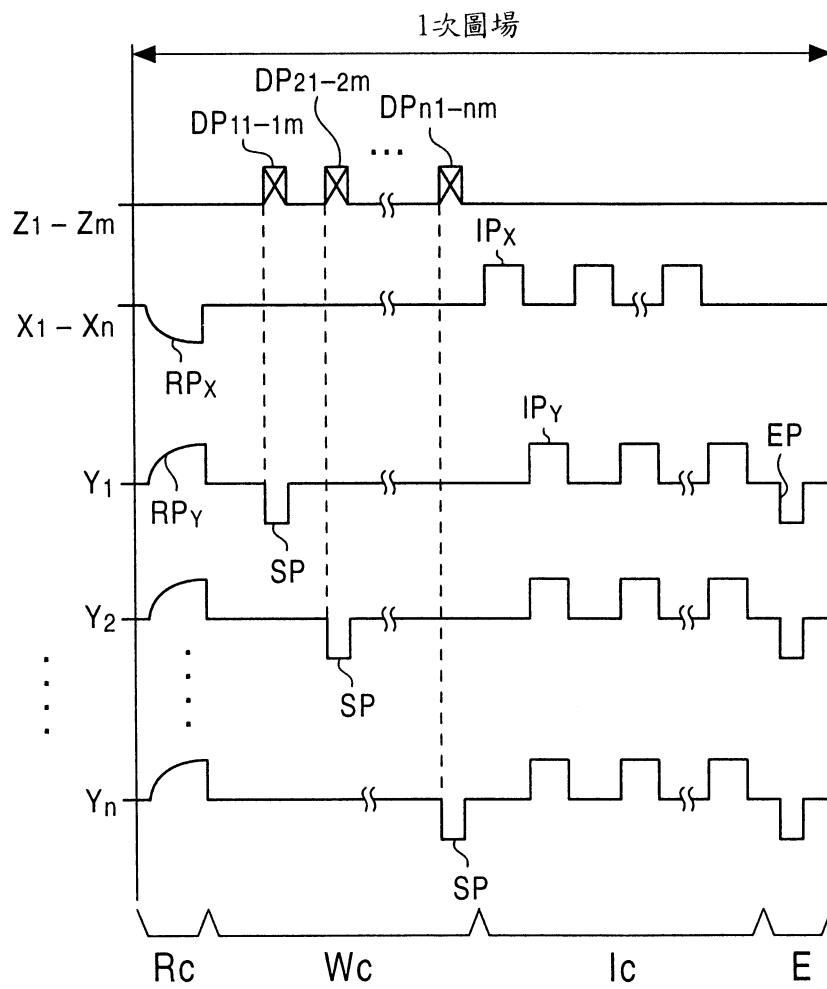 1次圖場
DP21-2m
DP11-1m
DPn1-nm
...
Z1 - Zm
IPX
X1 - Xn
RPX
IPY
EP
Y1
RPY
SP
Y2
SP
Yn
SP
Rc Wc Ic E